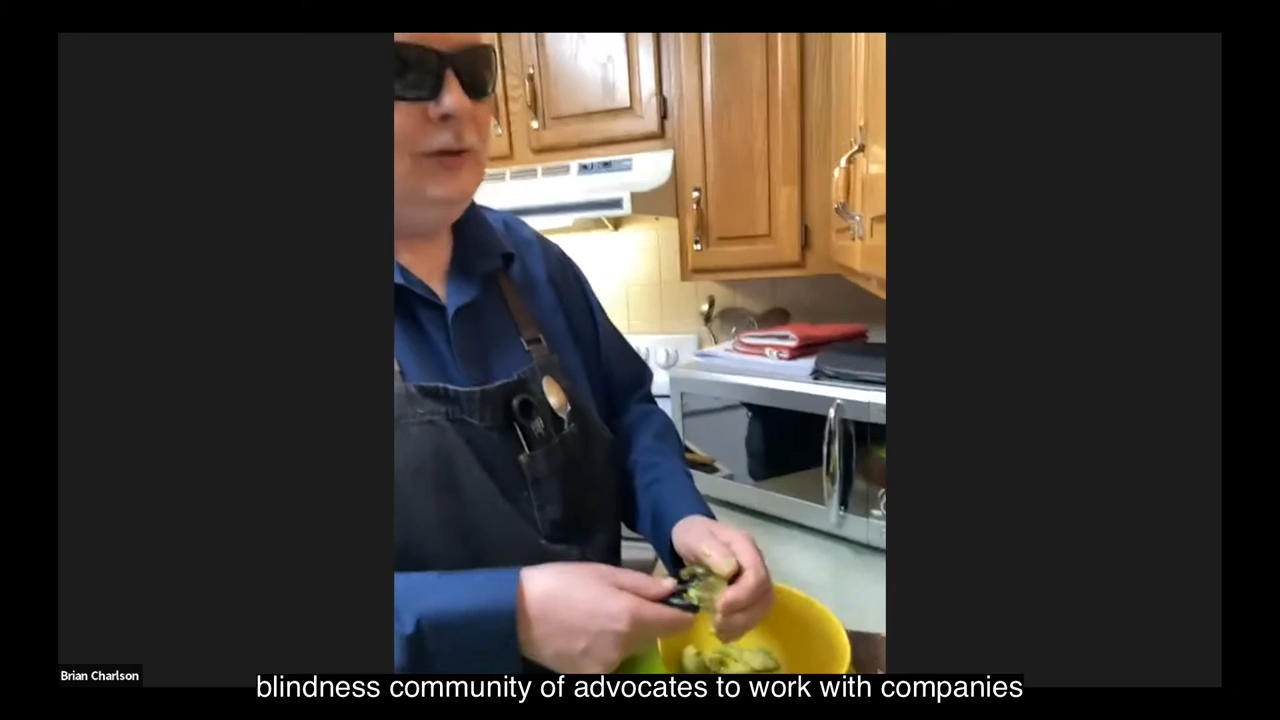 Brian Charlson
blindness community of advocates to work with companies